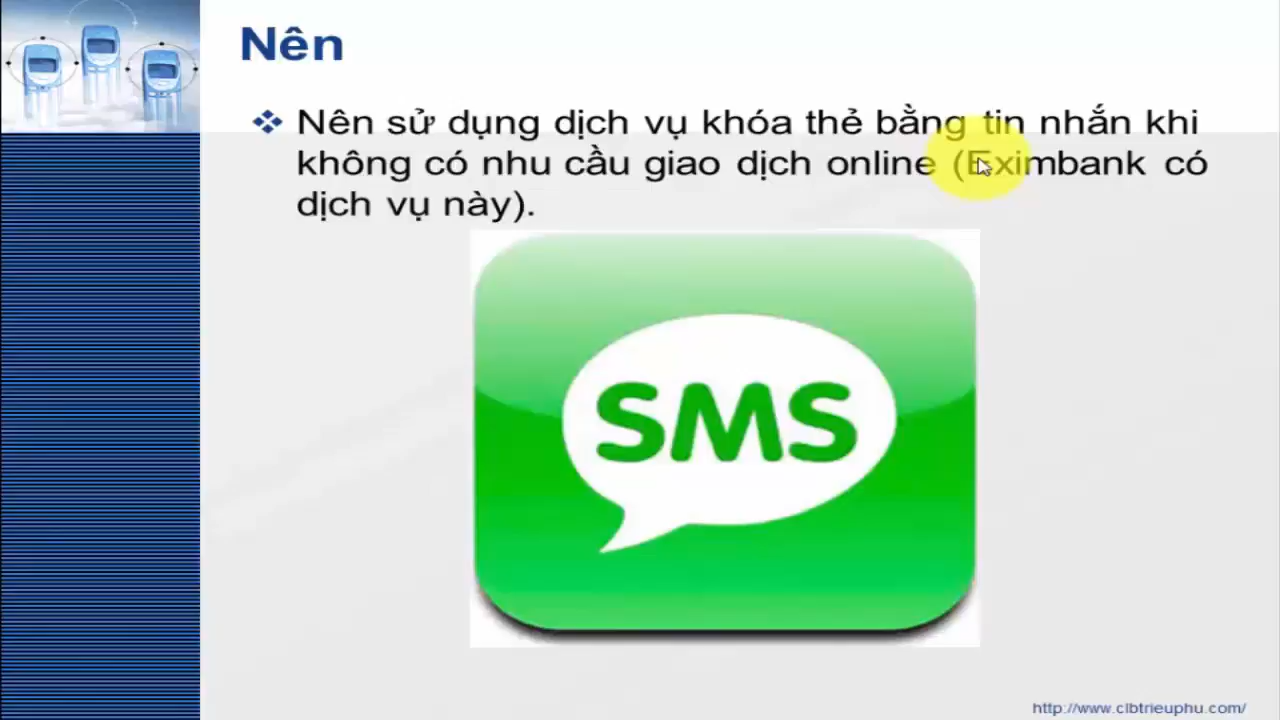 Nên
Nên sử dụng dịch vụ khóa thẻ bằng tin nhắn khi
không có nhu cầu giao dịch online (Eximbank có
dịch vụ này).
SMS
http://www.clbtrieuphu.com/